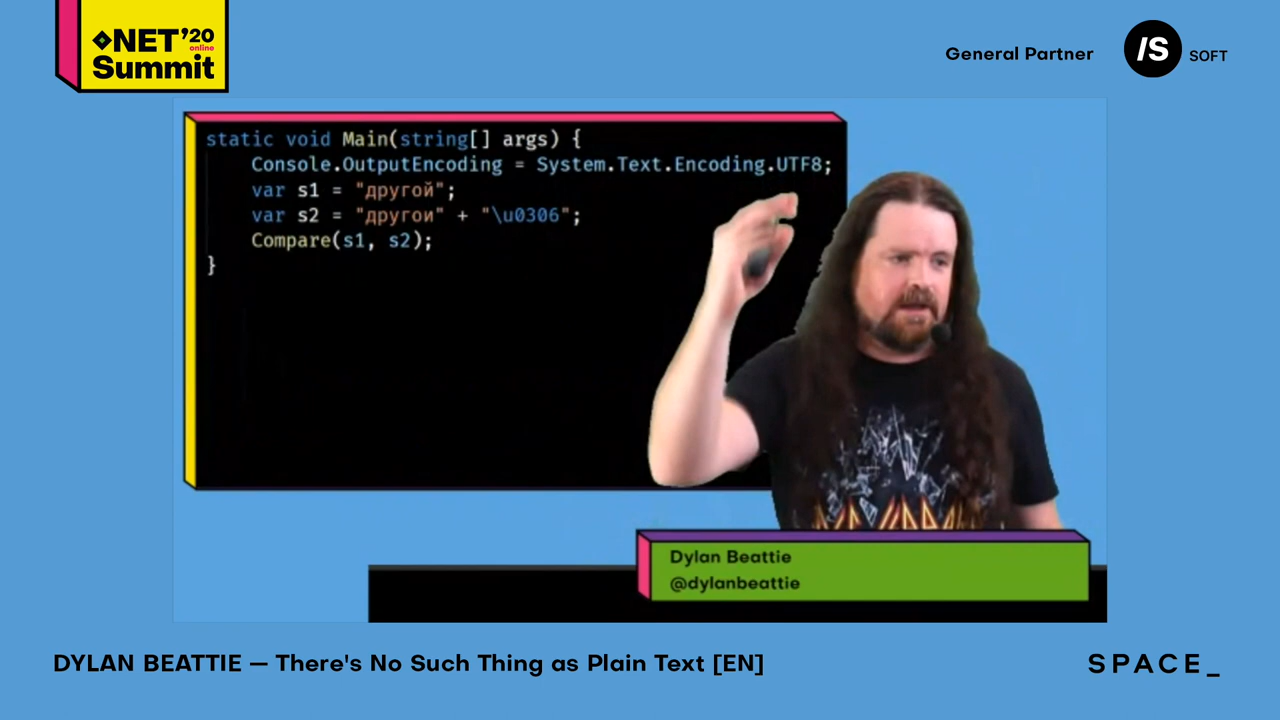 NET'20
online
Summit
General Partner
/S SOFT
static void Main(string[] args) {
Console.OutputEncoding = System.Text.Encoding.UTF8;
var s1 = "другой";
var s2 = "другои" + "\u0306";
Compare(s1, s2);
}
Dylan Beattie
@dylanbeattie
DYLAN BEATTIE — There's No Such Thing as Plain Text [EN]
SPACE_